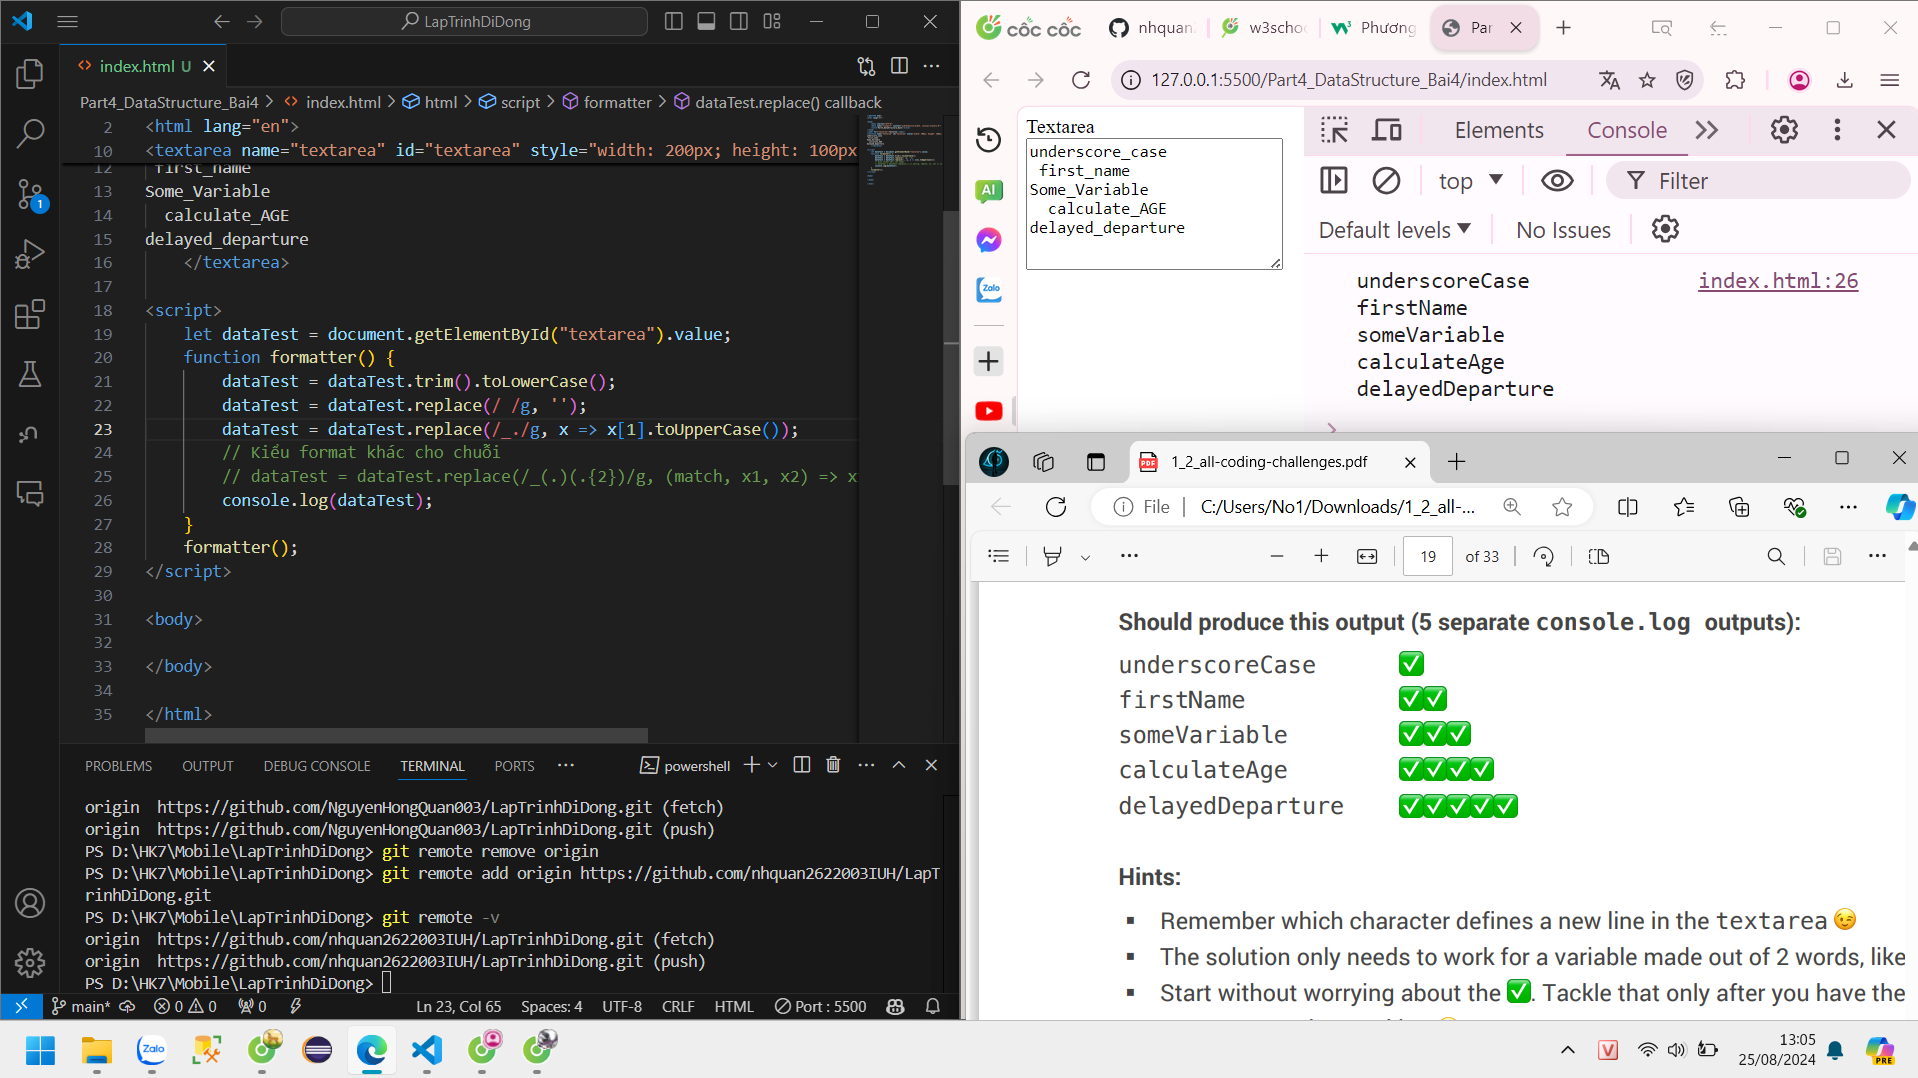 LapTrinhDiDong
index.html U
Part4_DataStructure_Bai4 > index.html > html > script > formatter > dataTest.replace() callback
2 <html lang="en">
10 <textarea name="textarea" id="textarea" style="width: 200px; height: 100px
12 first_name
13 Some_Variable
14 calculate_AGE
15 delayed_departure
16 </textarea>
17
18 <script>
19 let dataTest = document.getElementById("textarea").value;
20 function formatter() {
21 dataTest = dataTest.trim().toLowerCase();
22 dataTest = dataTest.replace(/ /g, '');
23 dataTest = dataTest.replace(/_./g, x => x[1].toUpperCase());
24 // Kiểu format khác cho chuỗi
25 // dataTest = dataTest.replace(/_(.)(.{2})/g, (match, x1, x2) => x
26 console.log(dataTest);
27 }
28 formatter();
29 </script>
30
31 <body>
32
33 </body>
34
35 </html>
PROBLEMS OUTPUT DEBUG CONSOLE TERMINAL PORTS ··· powershell
origin https://github.com/NguyenHongQuan003/LapTrinhDiDong.git (fetch)
origin https://github.com/NguyenHongQuan003/LapTrinhDiDong.git (push)
PS D:\HK7\Mobile\LapTrinhDiDong> git remote remove origin
PS D:\HK7\Mobile\LapTrinhDiDong> git remote add origin https://github.com/nhquan2622003IUH/LapT
rinhDiDong.git
PS D:\HK7\Mobile\LapTrinhDiDong> git remote -v
origin https://github.com/nhquan2622003IUH/LapTrinhDiDong.git (fetch)
origin https://github.com/nhquan2622003IUH/LapTrinhDiDong.git (push)
PS D:\HK7\Mobile\LapTrinhDiDong>
1
main* 0 0 0 Ln 23, Col 65 Spaces: 4 UTF-8 CRLF HTML Port : 5500
CỐC CỐC nhquan w3scho Phương Par
127.0.0.1:5500/Part4_DataStructure_Bai4/index.html
AI
Zalo
Textarea
underscore_case
first_name
Some_Variable
calculate_AGE
delayed_departure
Elements Console
top Filter
Default levels No Issues
underscoreCase index.html:26
firstName
someVariable
calculateAge
delayedDeparture
PDF 1_2_all-coding-challenges.pdf
File C:/Users/No1/Downloads/1_2_all-...
19 of 33
Should produce this output (5 separate console.log outputs):
underscoreCase ✅
firstName ✅✅
someVariable ✅✅✅
calculateAge ✅✅✅✅
delayedDeparture ✅✅✅✅✅
Hints:
▪ Remember which character defines a new line in the textarea 😉
▪ The solution only needs to work for a variable made out of 2 words, like
▪ Start without worrying about the ✅. Tackle that only after you have the
Zalo
V
13:05
25/08/2024
PRE